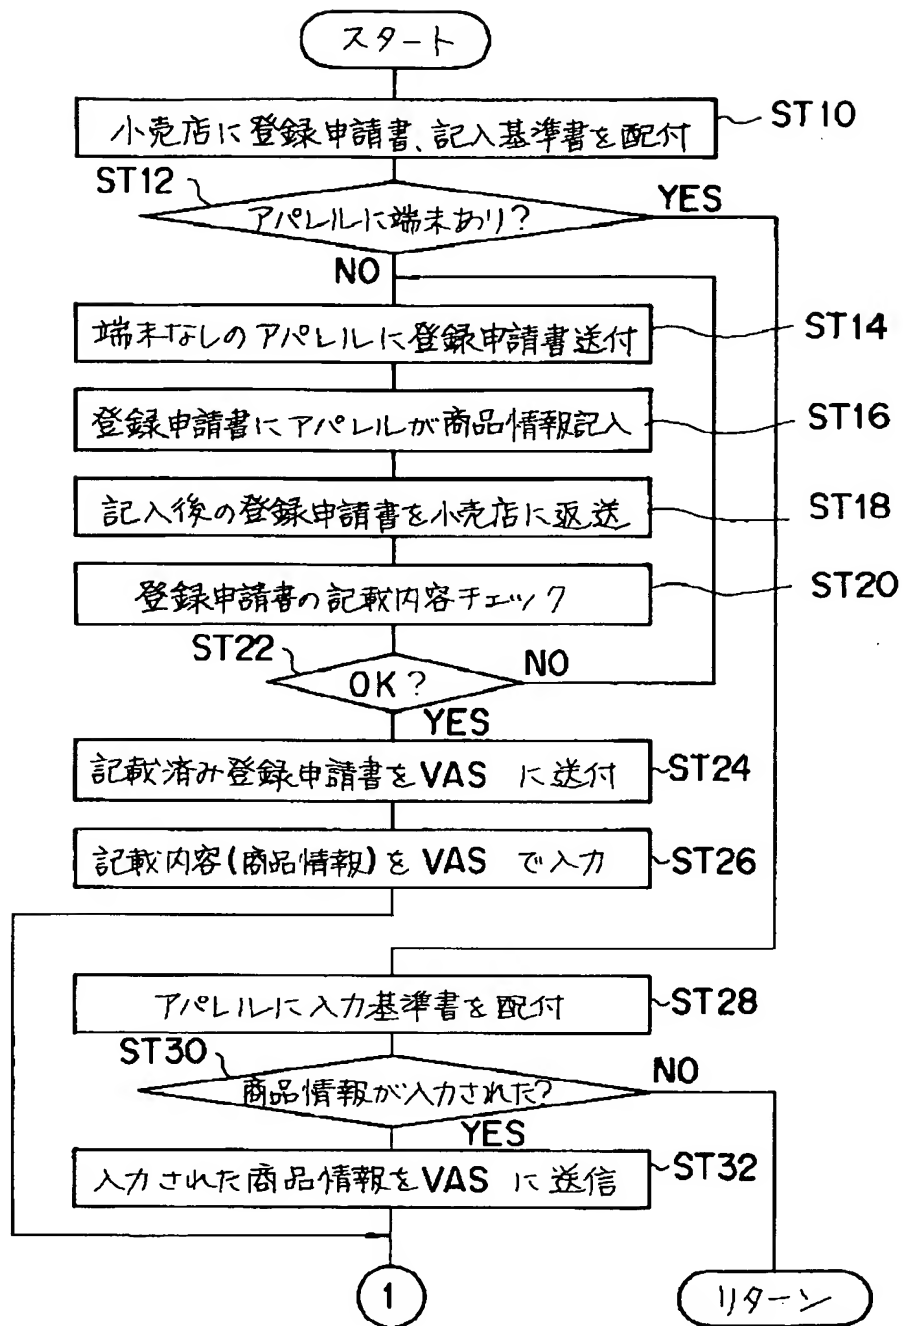 スタート
小売店に登録申請書、記入基準書を配付
ST10
ST12
アパレルに端末あり?
YES
NO
端末なしのアパレルに登録申請書送付
ST14
登録申請書にアパレルが商品情報記入
ST16
記入後の登録申請書を小売店に返送
ST18
登録申請書の記載内容チェック
ST20
ST22
OK?
NO
YES
記載済み登録申請書をVAS に送付
ST24
記載内容(商品情報)をVAS で入力
ST26
アパレルに入力基準書を配付
ST28
ST30
商品情報が入力された?
NO
YES
入力された商品情報をVAS に送信
ST32
1
リターン